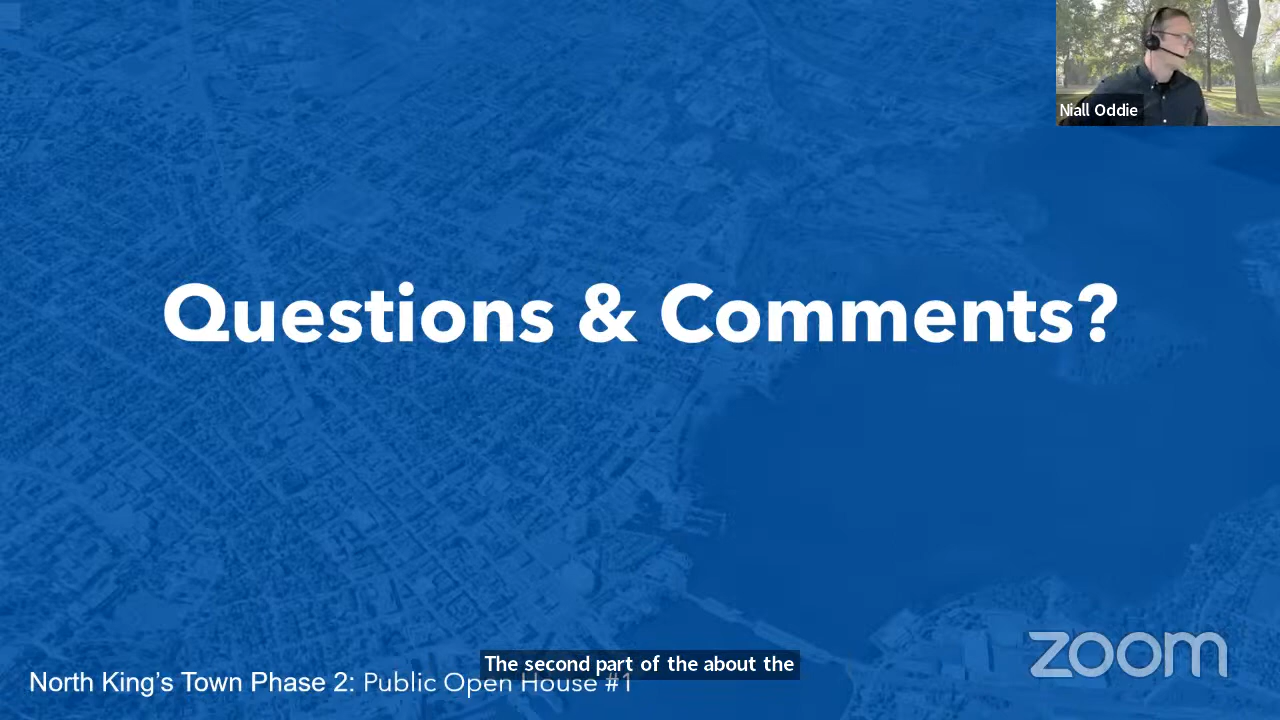 Niall Oddie
Questions & Comments?
The second part of the about the
North King's Town Phase 2: Public Open House #1
zoom